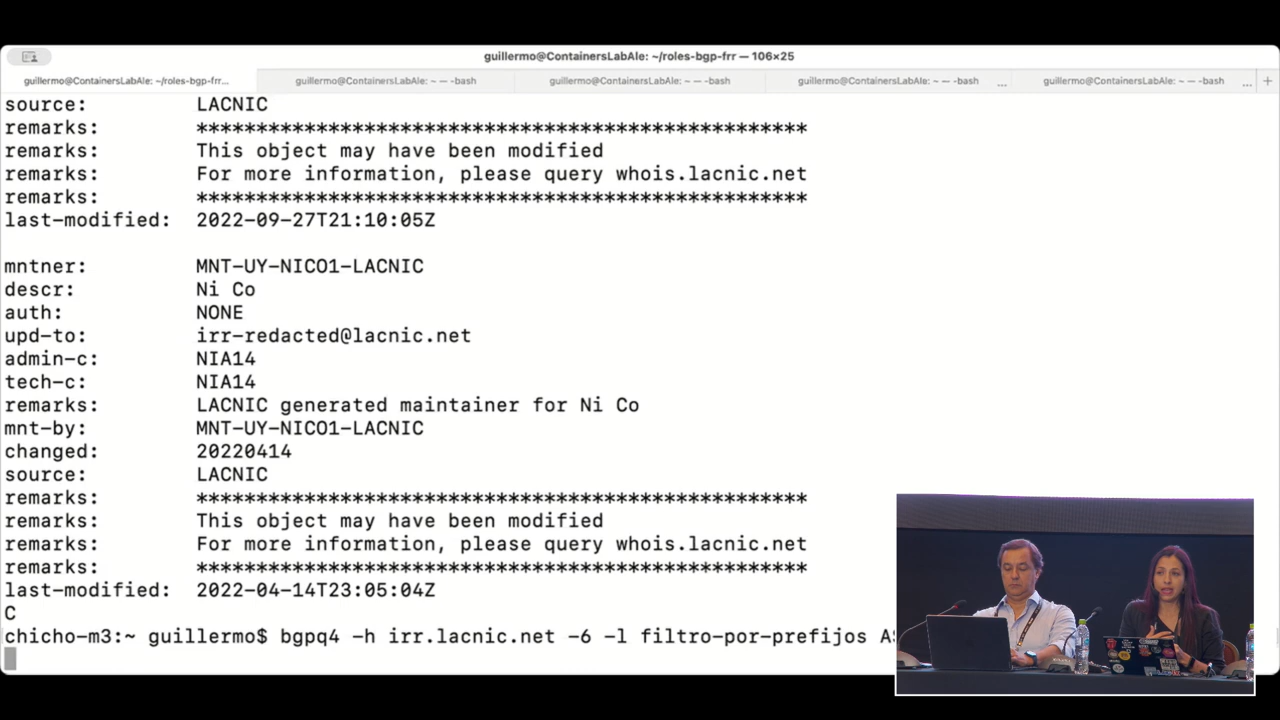 guillermo@ContainersLabAle: ~/roles-bgp-frr — 106×25
guillermo@ContainersLabAle: ~/roles-bgp-frr... guillermo@ContainersLabAle: ~ — -bash guillermo@ContainersLabAle: ~ — -bash guillermo@ContainersLabAle: ~ — -bash ... guillermo@ContainersLabAle: ~ — -bash ... +
source: LACNIC
remarks: ***************************************************
remarks: This object may have been modified
remarks: For more information, please query whois.lacnic.net
remarks: ***************************************************
last-modified: 2022-09-27T21:10:05Z
mntner: MNT-UY-NICO1-LACNIC
descr: Ni Co
auth: NONE
upd-to: irr-redacted@lacnic.net
admin-c: NIA14
tech-c: NIA14
remarks: LACNIC generated maintainer for Ni Co
mnt-by: MNT-UY-NICO1-LACNIC
changed: 20220414
source: LACNIC
remarks: ***************************************************
remarks: This object may have been modified
remarks: For more information, please query whois.lacnic.net
remarks: ***************************************************
last-modified: 2022-04-14T23:05:04Z
C
chicho-m3:~ guillermo$ bgpq4 -h irr.lacnic.net -6 -l filtro-por-prefijos